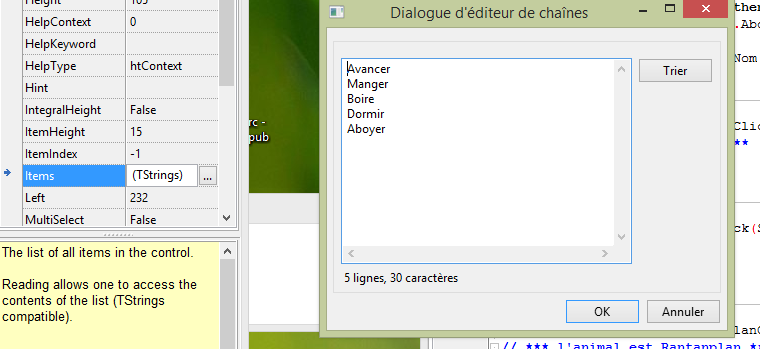 Height 105
HelpContext 0
HelpKeyword
HelpType htContext
Hint
IntegralHeight False
ItemHeight 15
ItemIndex -1
Items (TStrings) ...
Left 232
MultiSelect False
The list of all items in the control.
Reading allows one to access the
contents of the list (TStrings
compatible).
rc -
pub
Dialogue d'éditeur de chaînes
Avancer
Manger
Boire
Dormir
Aboyer
Trier
5 lignes, 30 caractères
OK Annuler
ther
.Abo
Nom
Clic
**
ck(S
lanC
// *** l'animal est Rantanplan *